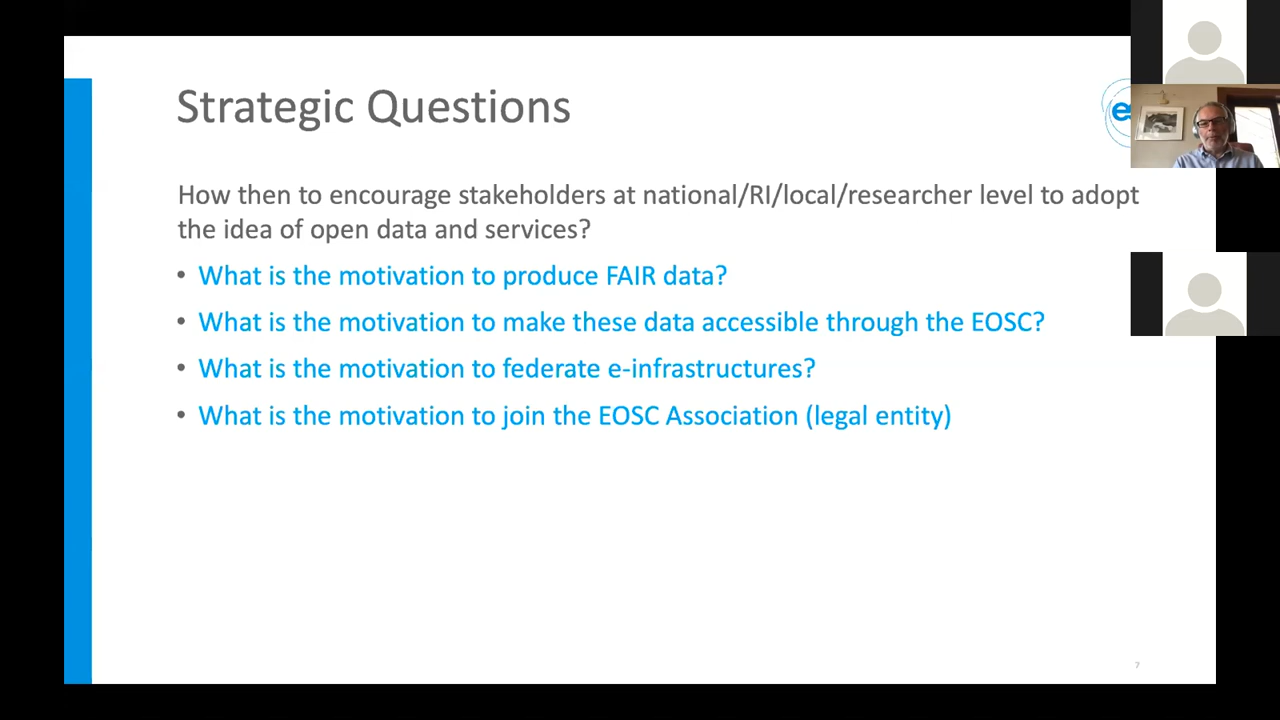 Strategic Questions
How then to encourage stakeholders at national/RI/local/researcher level to adopt
the idea of open data and services?
• What is the motivation to produce FAIR data?
• What is the motivation to make these data accessible through the EOSC?
• What is the motivation to federate e-infrastructures?
• What is the motivation to join the EOSC Association (legal entity)
7